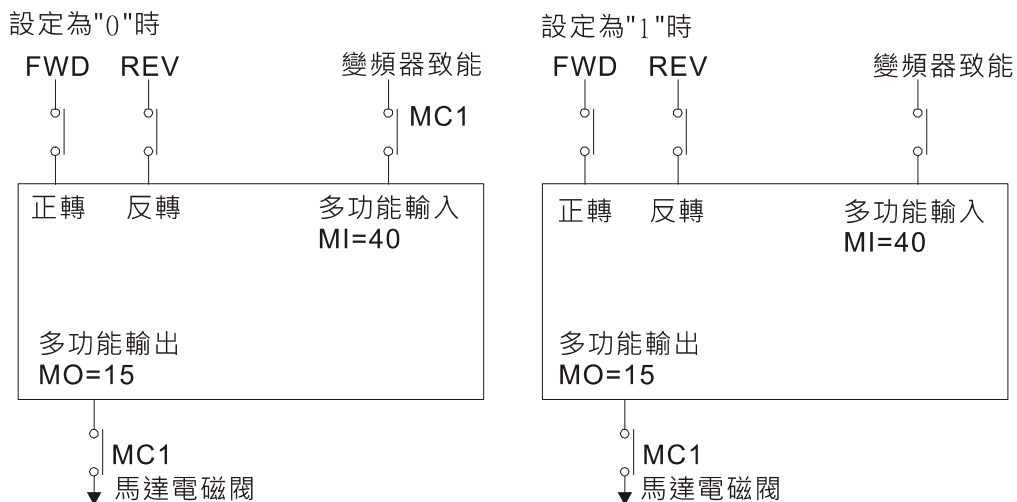 設定為"0"時
FWD REV 變頻器致能
MC1
正轉 反轉 多功能輸入
MI=40
多功能輸出
MO=15
MC1
馬達電磁閥
設定為"1"時
FWD REV 變頻器致能
正轉 反轉 多功能輸入
MI=40
多功能輸出
MO=15
MC1
馬達電磁閥